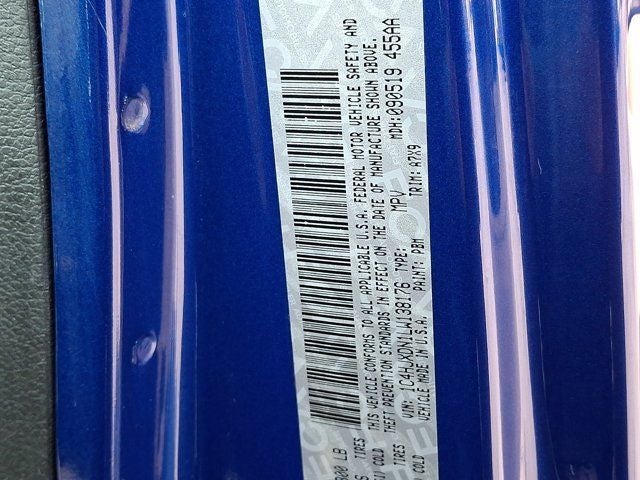 THIS VEHICLE CONFORMS TO ALL APPLICABLE U.S.A. FEDERAL MOTOR VEHICLE SAFETY AND
THEFT PREVENTION STANDARDS IN EFFECT ON THE DATE OF MANUFACTURE SHOWN ABOVE.
VIN: 1C4HJXDN1LW138176 TYPE: MPV MDH:090519 455AA
VEHICLE MADE IN U.S.A. PAINT: PBM TRIM: A7X9
LB
TIRES
COLD
TIRES
COLD